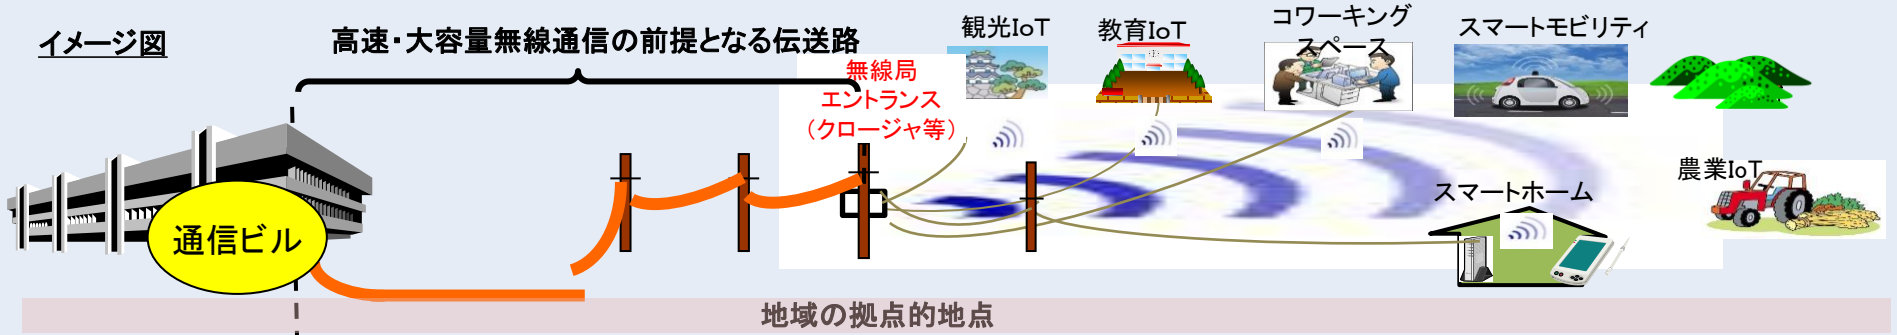 イメージ図
高速・大容量無線通信の前提となる伝送路
観光IoT
教育IoT
コワーキング
スペース
スマートモビリティ
無線局
エントランス
（クロージャ等）
農業IoT
スマートホーム
通信ビル
地域の拠点的地点